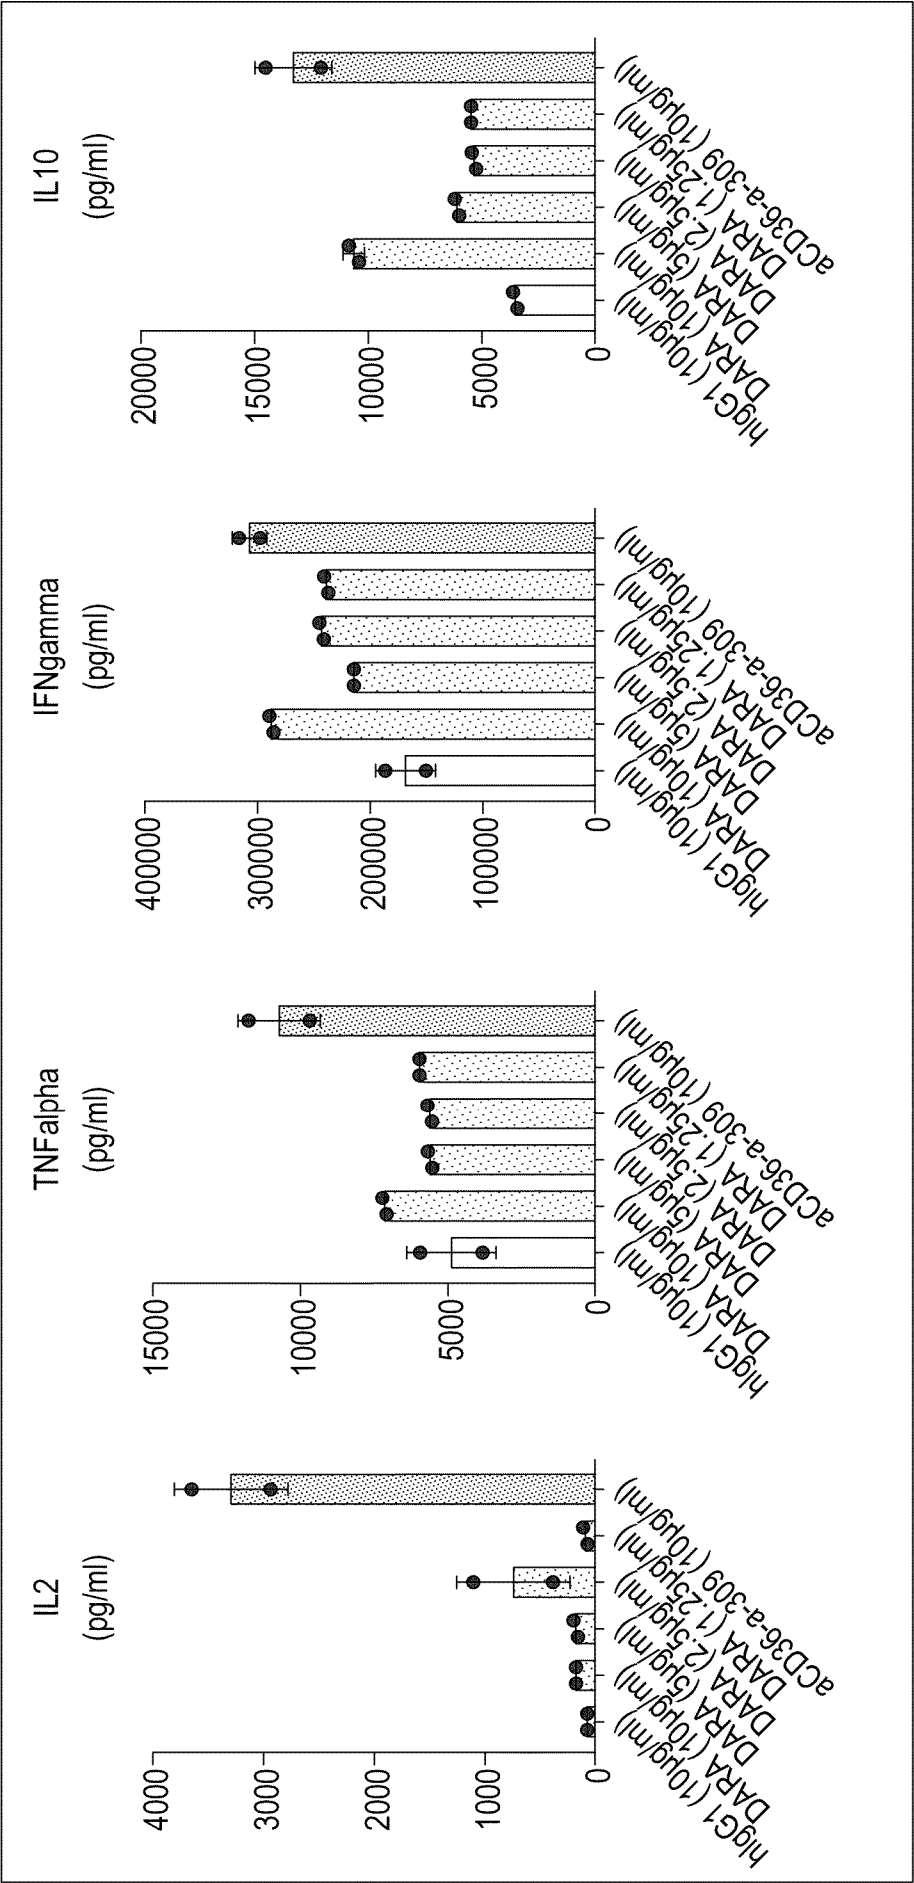 IL2
(pg/ml)
4000
3000
2000
1000
0
hIgG1 (10µg/ml)
DARA (10µg/ml)
DARA (5µg/ml)
DARA (2.5µg/ml)
DARA (1.25µg/ml)
aCD36-a-309 (10µg/ml)
TNFalpha
(pg/ml)
15000
10000
5000
0
hIgG1 (10µg/ml)
DARA (10µg/ml)
DARA (5µg/ml)
DARA (2.5µg/ml)
DARA (1.25µg/ml)
aCD36-a-309 (10µg/ml)
IFNgamma
(pg/ml)
400000
300000
200000
100000
0
hIgG1 (10µg/ml)
DARA (10µg/ml)
DARA (5µg/ml)
DARA (2.5µg/ml)
DARA (1.25µg/ml)
aCD36-a-309 (10µg/ml)
IL10
(pg/ml)
20000
15000
10000
5000
0
hIgG1 (10µg/ml)
DARA (10µg/ml)
DARA (5µg/ml)
DARA (2.5µg/ml)
DARA (1.25µg/ml)
aCD36-a-309 (10µg/ml)